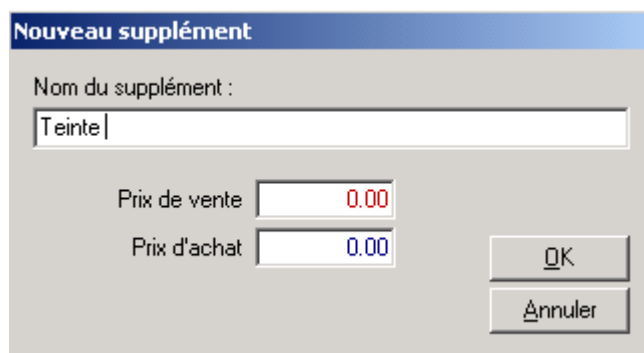 Nouveau supplément
Nom du supplément :
Teinte
Prix de vente 0.00
Prix d'achat 0.00
OK
Annuler